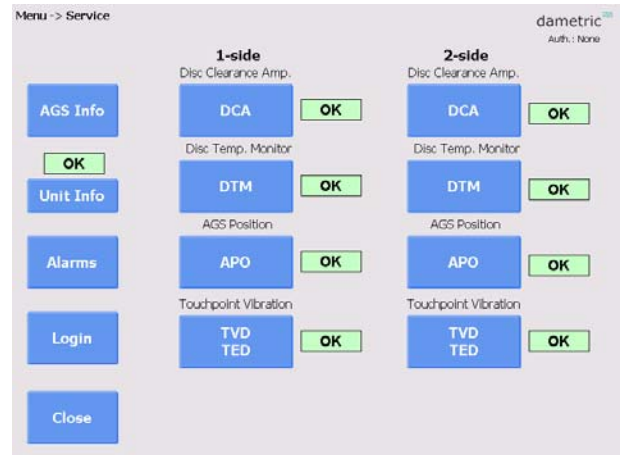 Menu -> Service
dametric
Auth.: None
1-side
2-side
Disc Clearance Amp.
Disc Clearance Amp.
AGS Info
DCA
OK
DCA
OK
Disc Temp. Monitor
Disc Temp. Monitor
OK
Unit Info
DTM
OK
DTM
OK
AGS Position
AGS Position
Alarms
APO
OK
APO
OK
Touchpoint Vibration
Touchpoint Vibration
Login
TVD
TED
OK
TVD
TED
OK
Close